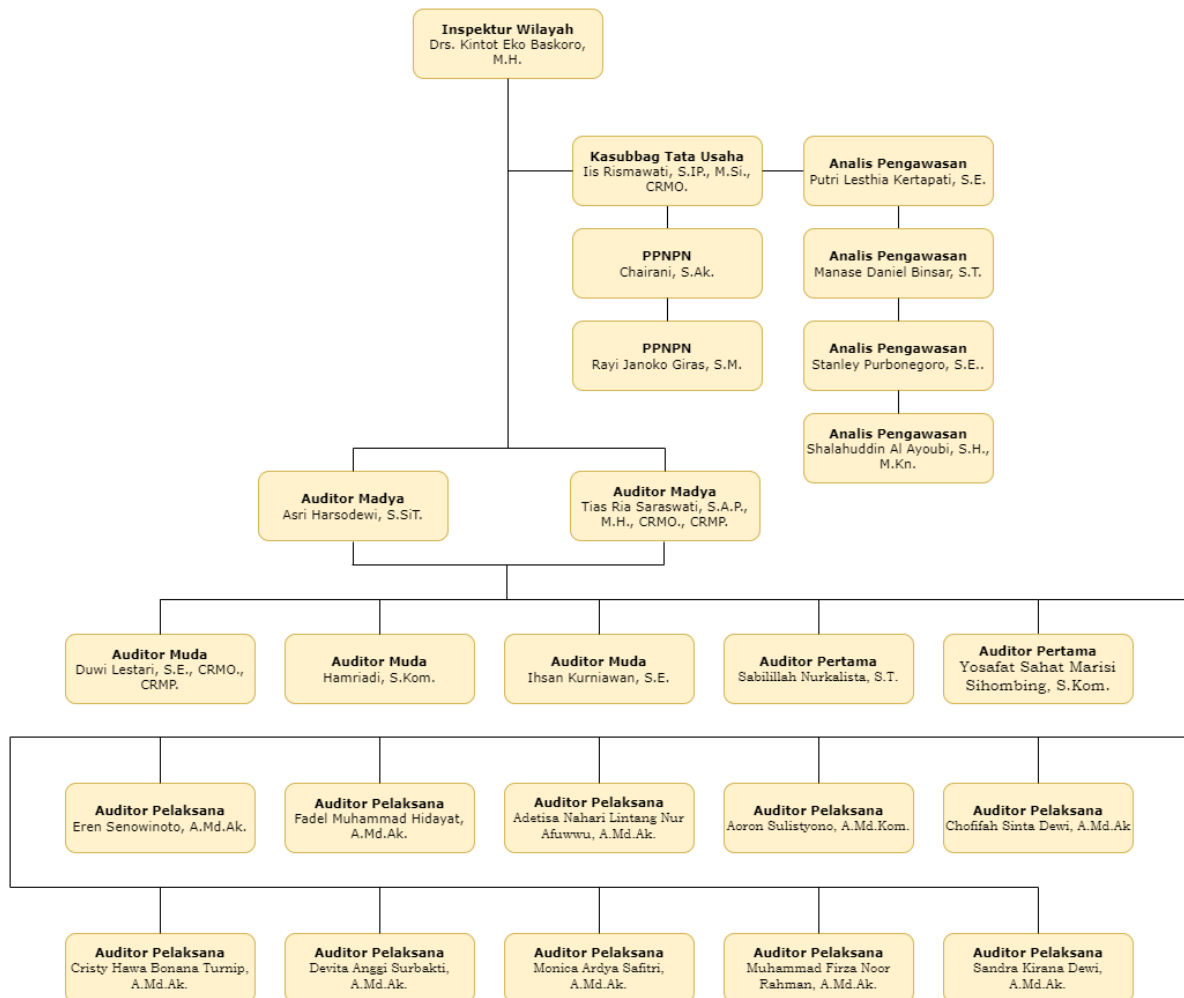 Inspektur Wilayah
Drs. Kintot Eko Baskoro,
M.H.
Kasubbag Tata Usaha
Iis Rismawati, S.IP., M.Si.,
CRMO.
Analis Pengawasan
Putri Lesthia Kertapati, S.E.
PPNPN
Chairani, S.Ak.
Analis Pengawasan
Manase Daniel Binsar, S.T.
PPNPN
Rayi Janoko Giras, S.M.
Analis Pengawasan
Stanley Purbonegoro, S.E..
Analis Pengawasan
Shalahuddin Al Ayoubi, S.H.,
M.Kn.
Auditor Madya
Asri Harsodewi, S.SiT.
Auditor Madya
Tias Ria Saraswati, S.A.P.,
M.H., CRMO., CRMP.
Auditor Muda
Duwi Lestari, S.E., CRMO.,
CRMP.
Auditor Muda
Hamriadi, S.Kom.
Auditor Muda
Ihsan Kurniawan, S.E.
Auditor Pertama
Sabilillah Nurkalista, S.T.
Auditor Pertama
Yosafat Sahat Marisi
Sihombing, S.Kom.
Auditor Pelaksana
Eren Senowinoto, A.Md.Ak.
Auditor Pelaksana
Fadel Muhammad Hidayat,
A.Md.Ak.
Auditor Pelaksana
Adetisa Nahari Lintang Nur
Afuwwu, A.Md.Ak.
Auditor Pelaksana
Aoron Sulistyono, A.Md.Kom.
Auditor Pelaksana
Chofifah Sinta Dewi, A.Md.Ak
Auditor Pelaksana
Cristy Hawa Bonana Turnip,
A.Md.Ak.
Auditor Pelaksana
Devita Anggi Surbakti,
A.Md.Ak.
Auditor Pelaksana
Monica Ardya Safitri,
A.Md.Ak.
Auditor Pelaksana
Muhammad Firza Noor
Rahman, A.Md.Ak.
Auditor Pelaksana
Sandra Kirana Dewi,
A.Md.Ak.